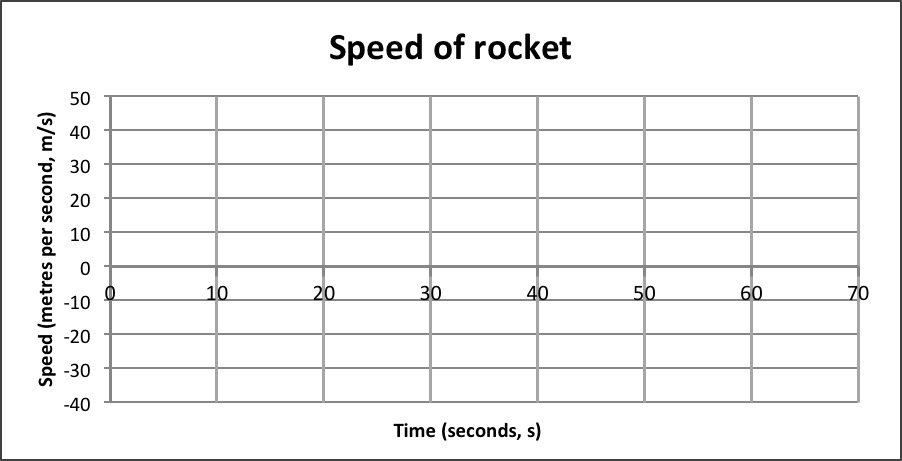 Speed of rocket
Speed (metres per second, m/s)
50
40
30
20
10
0
-10
-20
-30
-40
0 10 20 30 40 50 60 70
Time (seconds, s)